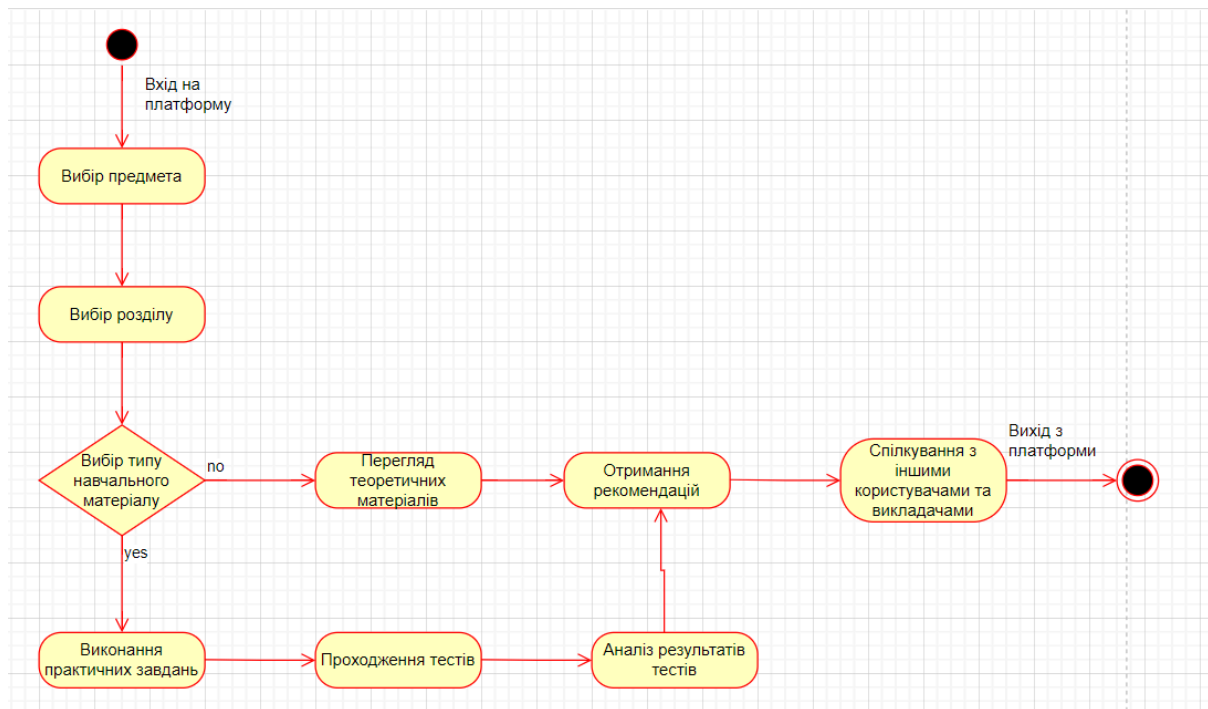 Вхід на
платформу
Вибір предмета
Вибір розділу
Вибір типу
навчального
матеріалу
no
yes
Перегляд
теоретичних
матеріалів
Отримання
рекомендацій
Спілкування з
іншими
користувачами та
викладачами
Вихід з
платформи
Виконання
практичних завдань
Проходження тестів
Аналіз результатів
тестів